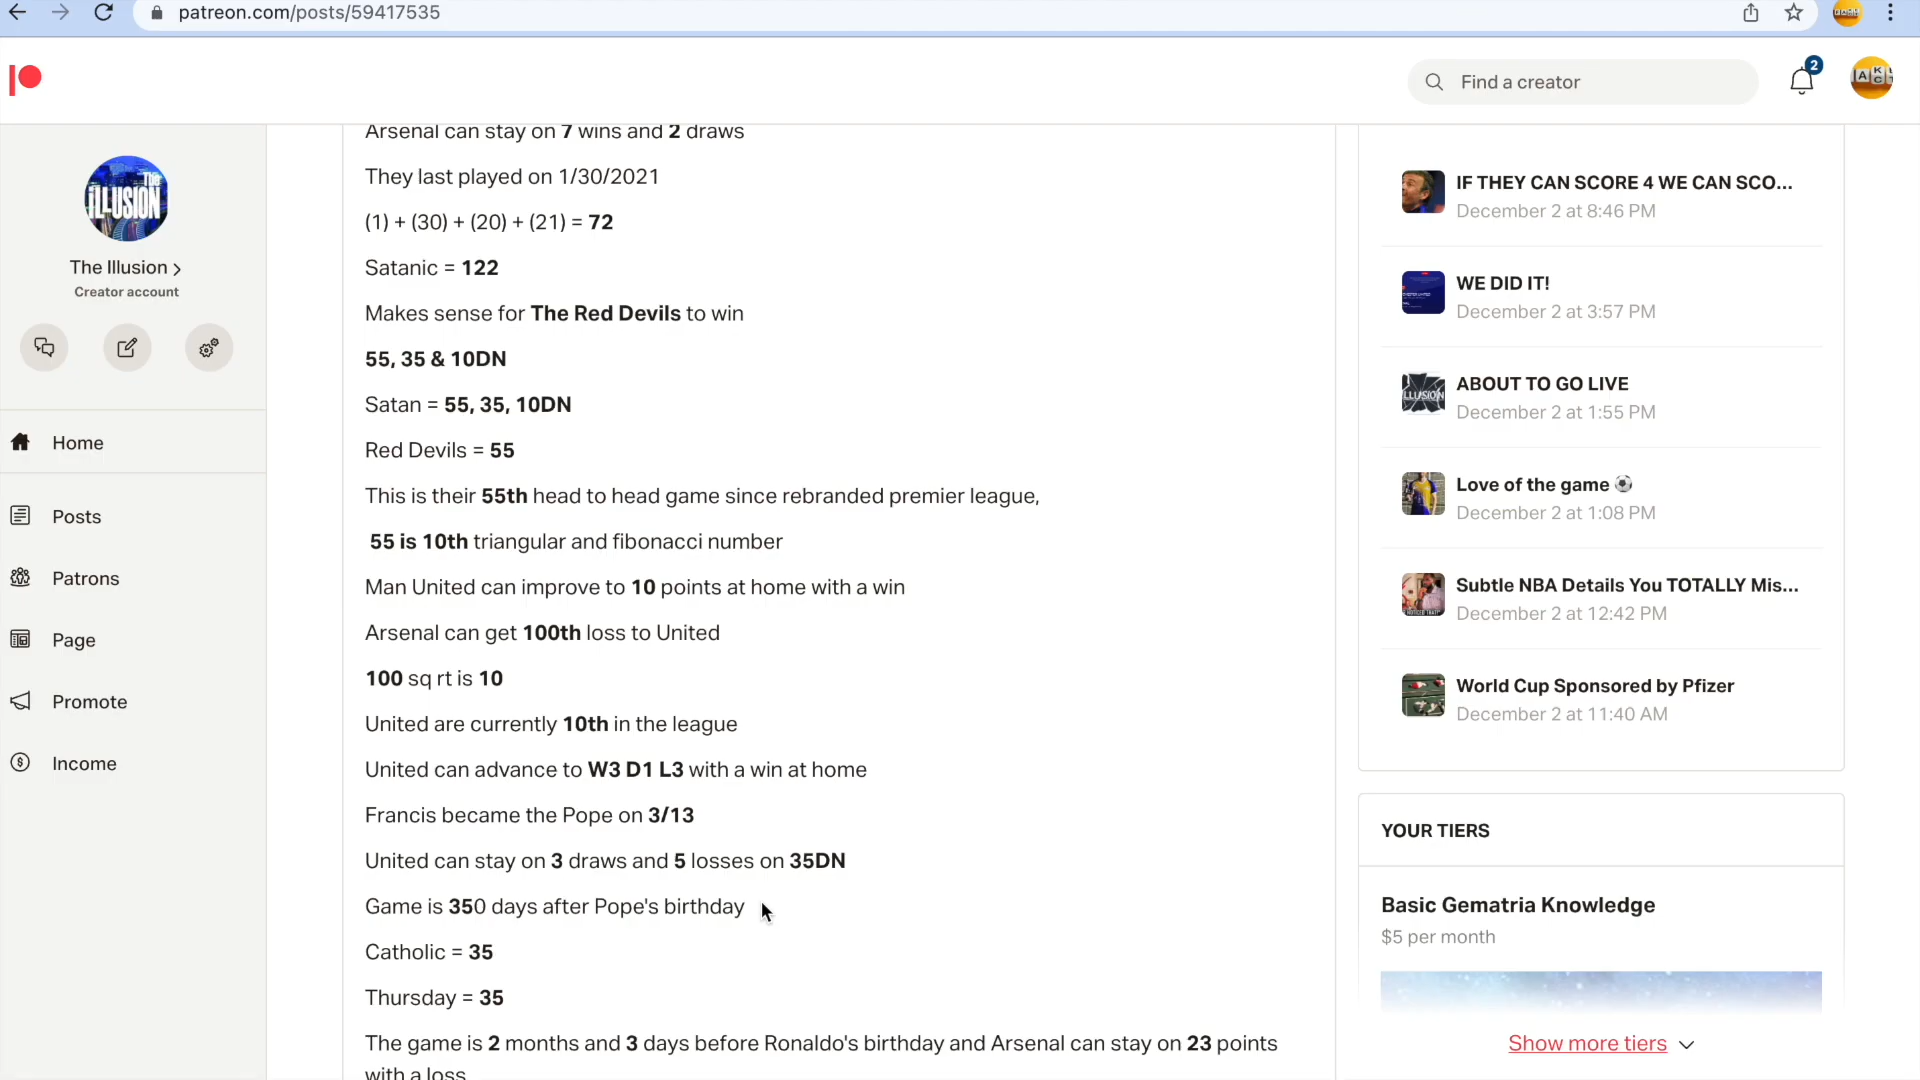 patreon.com/posts/59417535
Find a creator
2
The Illusion
Creator account
Home
Posts
Patrons
Page
Promote
Income
Arsenal can stay on 7 wins and 2 draws
They last played on 1/30/2021
(1) + (30) + (20) + (21) = 72
Satanic = 122
Makes sense for The Red Devils to win
55, 35 & 10DN
Satan = 55, 35, 10DN
Red Devils = 55
This is their 55th head to head game since rebranded premier league,
55 is 10th triangular and fibonacci number
Man United can improve to 10 points at home with a win
Arsenal can get 100th loss to United
100 sq rt is 10
United are currently 10th in the league
United can advance to W3 D1 L3 with a win at home
Francis became the Pope on 3/13
United can stay on 3 draws and 5 losses on 35DN
Game is 350 days after Pope's birthday
Catholic = 35
Thursday = 35
The game is 2 months and 3 days before Ronaldo's birthday and Arsenal can stay on 23 points
with a loss
IF THEY CAN SCORE 4 WE CAN SCO...
December 2 at 8:46 PM
WE DID IT!
December 2 at 3:57 PM
ABOUT TO GO LIVE
December 2 at 1:55 PM
Love of the game ⚽
December 2 at 1:08 PM
Subtle NBA Details You TOTALLY Mis...
December 2 at 12:42 PM
World Cup Sponsored by Pfizer
December 2 at 11:40 AM
YOUR TIERS
Basic Gematria Knowledge
$5 per month
Show more tiers